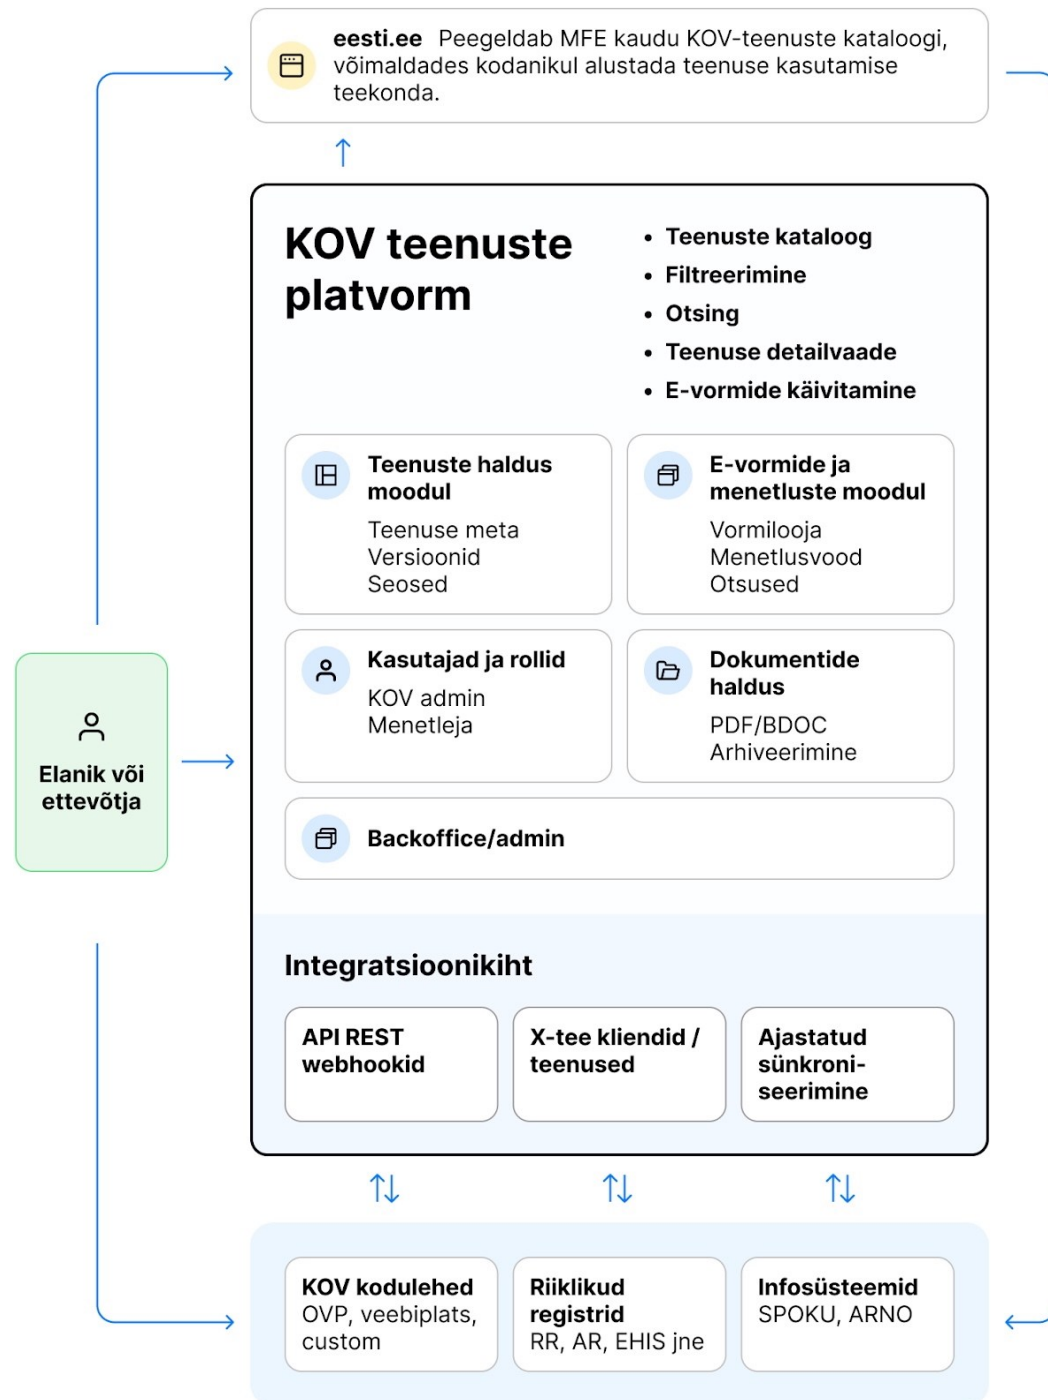 eesti.ee Peegeldab MFE kaudu KOV-teenuste kataloogi,
võimaldades kodanikul alustada teenuse kasutamise
teekonda.
KOV teenuste
platvorm
• Teenuste kataloog
• Filtreerimine
• Otsing
• Teenuse detailvaade
• E-vormide käivitamine
Teenuste haldus
moodul
Teenuse meta
Versioonid
Seosed
E-vormide ja
menetluste moodul
Vormilooja
Menetlusvood
Otsused
Kasutajad ja rollid
KOV admin
Menetleja
Dokumentide
haldus
PDF/BDOC
Arhiveerimine
Elanik või
ettevõtja
Backoffice/admin
Integratsioonikiht
API REST
webhookid
X-tee kliendid /
teenused
Ajastatud
sünkroni-
seerimine
KOV kodulehed
OVP, veebiplats,
custom
Riiklikud
registrid
RR, AR, EHIS jne
Infosüsteemid
SPOKU, ARNO